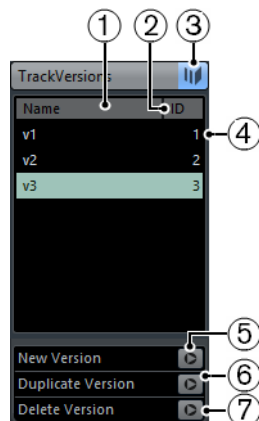 1 2 3
TrackVersions
Name ID
v1 1 4
v2 2
v3 3
5
New Version
6
Duplicate Version
Delete Version 7